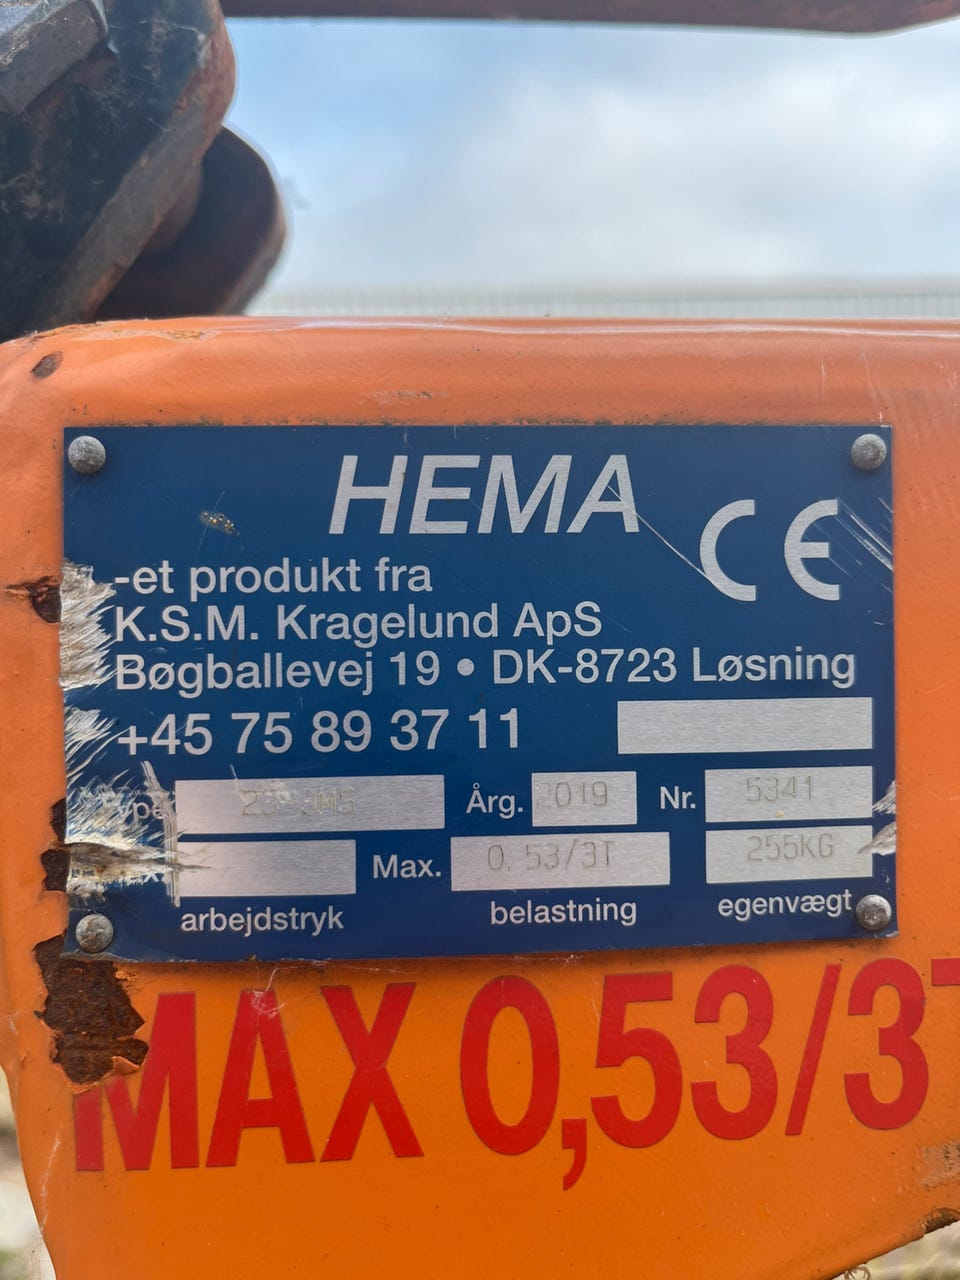 HEMA
CE
-et produkt fra
K.S.M. Kragelund ApS
Bøgballevej 19 • DK-8723 Løsning
+45 75 89 37 11
Årg. 2019 Nr. 5341
Max. 0,53/3T 255KG
arbejdstryk belastning egenvægt
MAX 0,53/3T